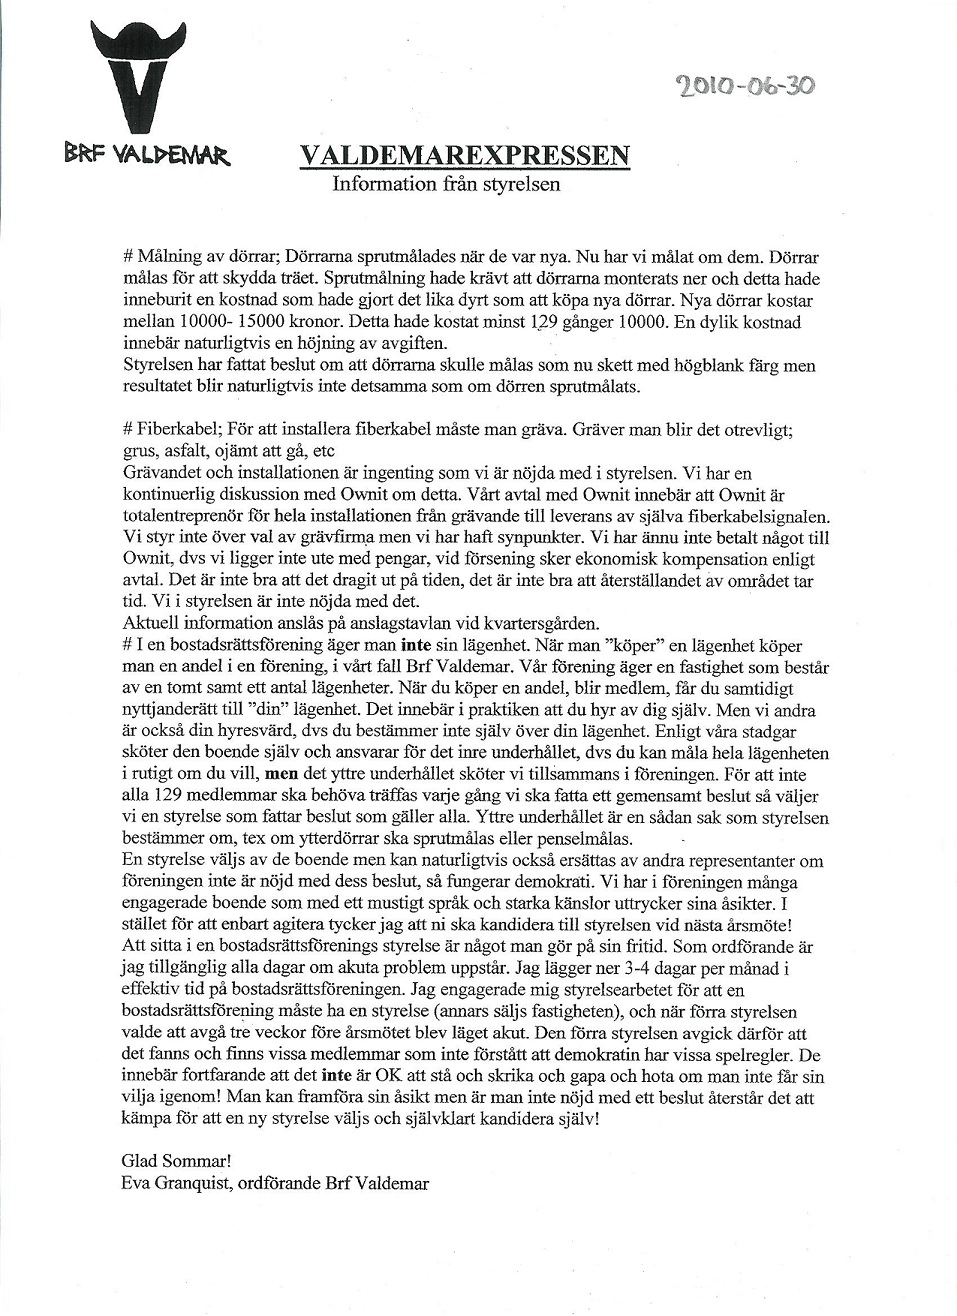 2010-06-30
BRF VALDEMAR
VALDEMAREXPRESSEN
Information från styrelsen
# Målning av dörrar; Dörrarna sprutmålades när de var nya. Nu har vi målat om dem. Dörrar
målas för att skydda träet. Sprutmålning hade krävt att dörrarna monterats ner och detta hade
inneburit en kostnad som hade gjort det lika dyrt som att köpa nya dörrar. Nya dörrar kostar
mellan 10000- 15000 kronor. Detta hade kostat minst 129 gånger 10000. En dylik kostnad
innebär naturligtvis en höjning av avgiften.
Styrelsen har fattat beslut om att dörrarna skulle målas som nu skett med högblank färg men
resultatet blir naturligtvis inte detsamma som om dörren sprutmålats.
# Fiberkabel; För att installera fiberkabel måste man gräva. Gräver man blir det otrevligt;
grus, asfalt, ojämt att gå, etc
Grävandet och installationen är ingenting som vi är nöjda med i styrelsen. Vi har en
kontinuerlig diskussion med Ownit om detta. Vårt avtal med Ownit innebär att Ownit är
totalentreprenör för hela installationen från grävande till leverans av själva fiberkabelsignalen.
Vi styr inte över val av grävfirma men vi har haft synpunkter. Vi har ännu inte betalt något till
Ownit, dvs vi ligger inte ute med pengar, vid försening sker ekonomisk kompensation enligt
avtal. Det är inte bra att det dragit ut på tiden, det är inte bra att återställandet av området tar
tid. Vi i styrelsen är inte nöjda med det.
Aktuell information anslås på anslagstavlan vid kvartersgården.
# I en bostadsrättsförening äger man inte sin lägenhet. När man ”köper” en lägenhet köper
man en andel i en förening, i vårt fall Brf Valdemar. Vår förening äger en fastighet som består
av en tomt samt ett antal lägenheter. När du köper en andel, blir medlem, får du samtidigt
nyttjanderätt till ”din” lägenhet. Det innebär i praktiken att du hyr av dig själv. Men vi andra
är också din hyresvärd, dvs du bestämmer inte själv över din lägenhet. Enligt våra stadgar
sköter den boende själv och ansvarar för det inre underhållet, dvs du kan måla hela lägenheten
i rutigt om du vill, men det yttre underhållet sköter vi tillsammans i föreningen. För att inte
alla 129 medlemmar ska behöva träffas varje gång vi ska fatta ett gemensamt beslut så väljer
vi en styrelse som fattar beslut som gäller alla. Yttre underhållet är en sådan sak som styrelsen
bestämmer om, tex om ytterdörrar ska sprutmålas eller penselmålas.
En styrelse väljs av de boende men kan naturligtvis också ersättas av andra representanter om
föreningen inte är nöjd med dess beslut, så fungerar demokrati. Vi har i föreningen många
engagerade boende som med ett mustigt språk och starka känslor uttrycker sina åsikter. I
stället för att enbart agitera tycker jag att ni ska kandidera till styrelsen vid nästa årsmöte!
Att sitta i en bostadsrättsförenings styrelse är något man gör på sin fritid. Som ordförande är
jag tillgänglig alla dagar om akuta problem uppstår. Jag lägger ner 3-4 dagar per månad i
effektiv tid på bostadsrättsföreningen. Jag engagerade mig styrelsearbetet för att en
bostadsrättsförening måste ha en styrelse (annars säljs fastigheten), och när förra styrelsen
valde att avgå tre veckor före årsmötet blev läget akut. Den förra styrelsen avgick därför att
det fanns och finns vissa medlemmar som inte förstått att demokratin har vissa spelregler. De
innebär fortfarande att det inte är OK att stå och skrika och gapa och hota om man inte får sin
vilja igenom! Man kan framföra sin åsikt men är man inte nöjd med ett beslut återstår det att
kämpa för att en ny styrelse väljs och självklart kandidera själv!
Glad Sommar!
Eva Granquist, ordförande Brf Valdemar